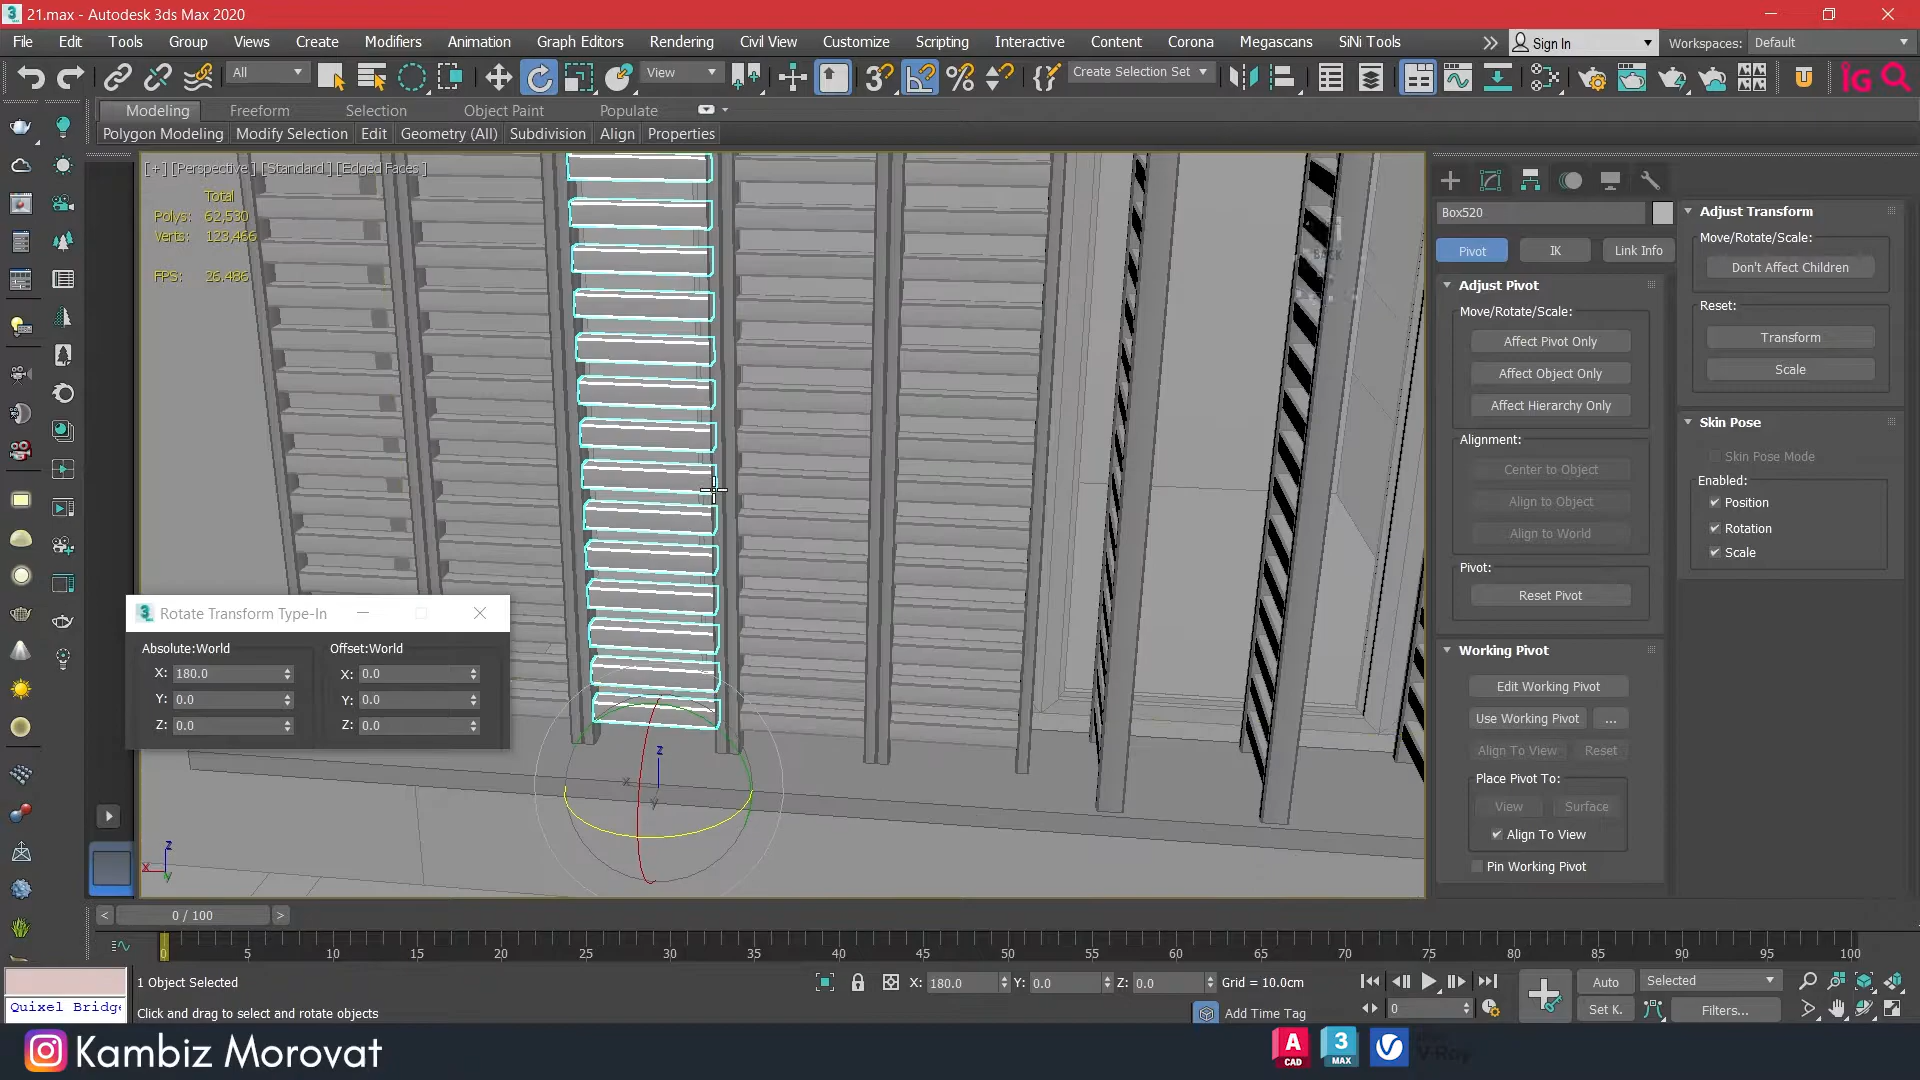 21.max - Autodesk 3ds Max 2020
File Edit Tools Group Views Create Modifiers Animation Graph Editors Rendering Civil View Customize Scripting Interactive Content Corona Megascans SiNi Tools Sign In Workspaces: Default
All View Create Selection Set IG
Modeling Freeform Selection Object Paint Populate
Polygon Modeling Modify Selection Edit Geometry (All) Subdivision Align Properties
[+] [Perspective] [Standard] [Edged Faces]
Total
Polys: 62,530
Verts: 123,466
FPS: 26.486
BACK
Box520
Pivot IK Link Info
Adjust Pivot
Move/Rotate/Scale:
Affect Pivot Only
Affect Object Only
Affect Hierarchy Only
Alignment:
Center to Object
Align to Object
Align to World
Pivot:
Reset Pivot
Working Pivot
Edit Working Pivot
Use Working Pivot ...
Align To View Reset
Place Pivot To:
View Surface
Align To View
Pin Working Pivot
Adjust Transform
Move/Rotate/Scale:
Don't Affect Children
Reset:
Transform
Scale
Skin Pose
Skin Pose Mode
Enabled:
Position
Rotation
Scale
3 Rotate Transform Type-In
Absolute:World Offset:World
X: 180.0 X: 0.0
Y: 0.0 Y: 0.0
Z: 0.0 Z: 0.0
z
x
y
z
x
y
< 0 / 100 >
0 5 10 15 20 25 30 35 40 45 50 55 60 65 70 75 80 85 90 95 100
1 Object Selected X: 180.0 Y: 0.0 Z: 0.0 Grid = 10.0cm Auto Selected
Quixel Bridge Click and drag to select and rotate objects Add Time Tag 0 Set K. Filters...
Kambiz Morovat A CAD 3 MAX V-Ray